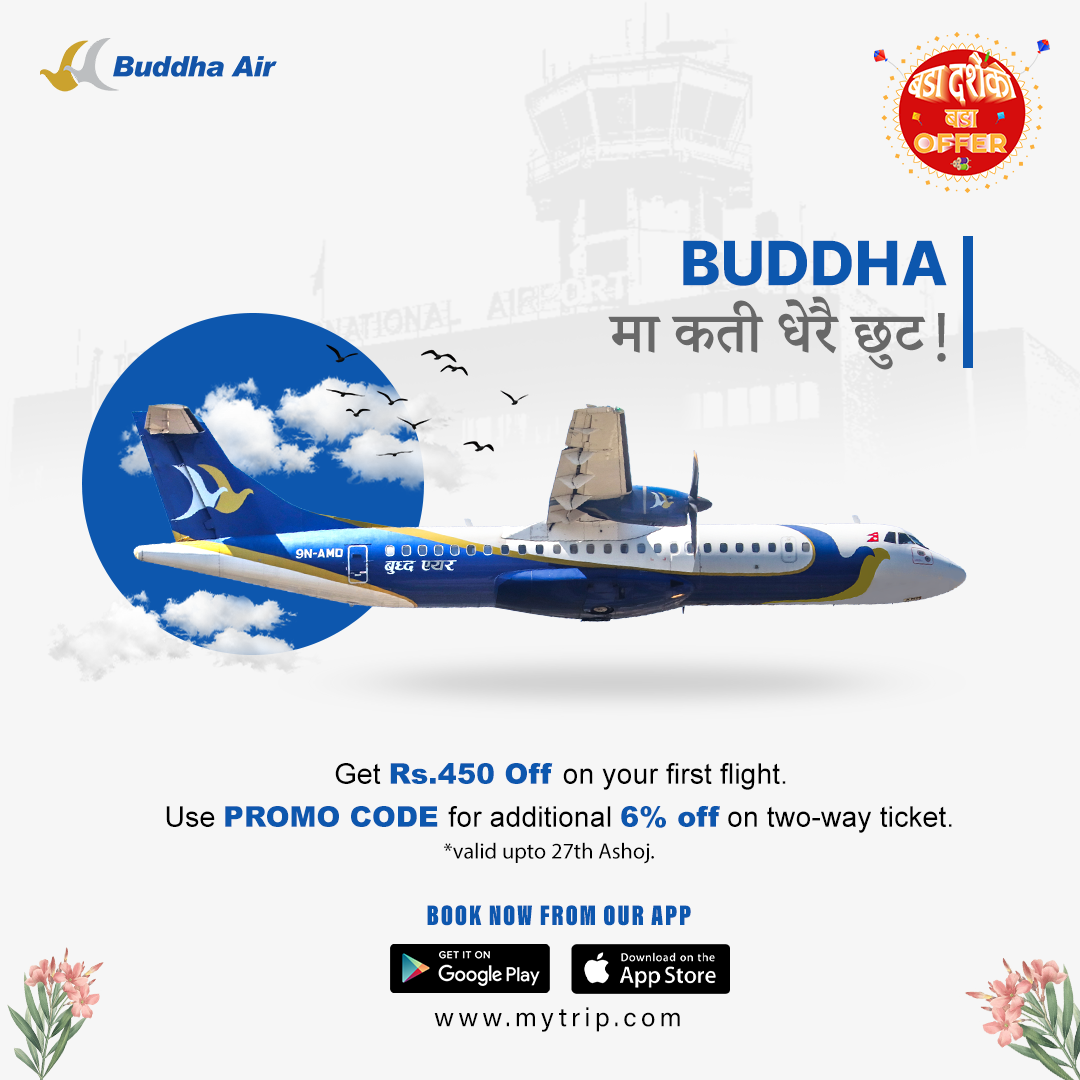 Buddha Air
बडा दशैंको
बडा
OFFER
BUDDHA
मा कती धेरै छुट!
NATIONAL AIRPORT
9N-AMD
बुध्द एयर
Get Rs.450 Off on your first flight.
Use PROMO CODE for additional 6% off on two-way ticket.
*valid upto 27th Ashoj.
BOOK NOW FROM OUR APP
GET IT ON
Google Play
Download on the
App Store
www.mytrip.com